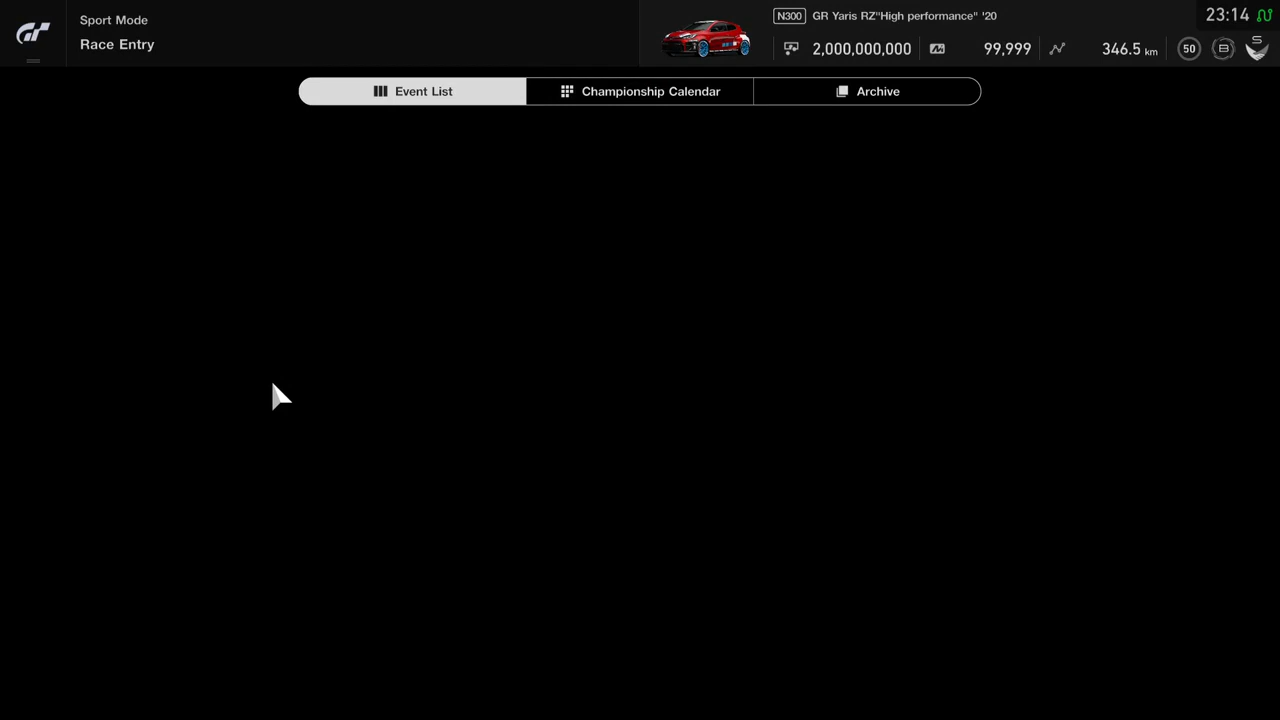 Sport Mode
Race Entry
N300 GR Yaris RZ"High performance" '20
23:14
2,000,000,000 99,999 346.5 km 50 B S
Event List Championship Calendar Archive